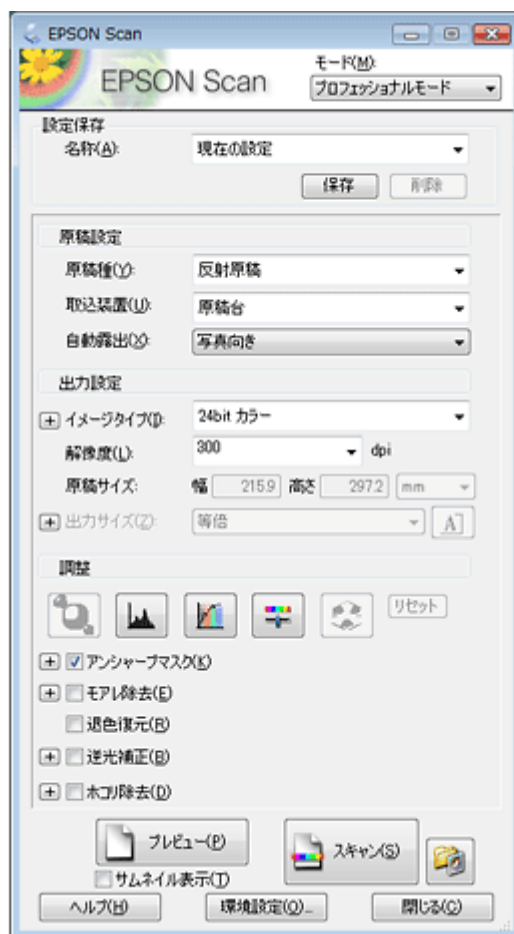 EPSON Scan
EPSON Scan
モード(M):
プロフェッショナルモード
設定保存
名称(A):
現在の設定
保存
削除
原稿設定
原稿種(Y):
反射原稿
取込装置(U):
原稿台
自動露出(X):
写真向き
出力設定
イメージタイプ(I):
24bit カラー
解像度(L):
300
dpi
原稿サイズ:
幅 215.9 高さ 297.2 mm
出力サイズ(Z):
等倍
調整
リセット
アンシャープマスク(K)
モアレ除去(E)
退色復元(R)
逆光補正(B)
ホコリ除去(D)
プレビュー(P)
スキャン(S)
サムネイル表示(T)
ヘルプ(H)
環境設定(O)...
閉じる(C)